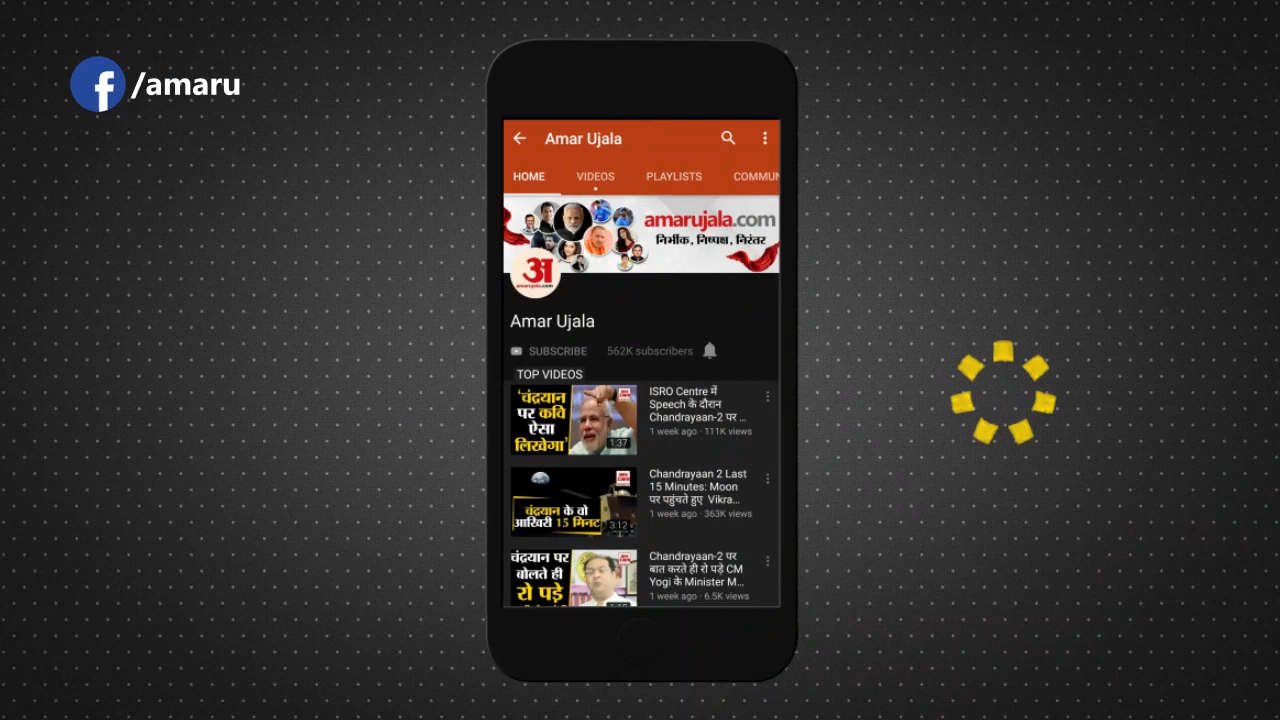 /amaru
Amar Ujala
HOME VIDEOS PLAYLISTS COMMUN
amarujala.com
निर्भीक, निष्पक्ष, निरंतर
अ
amarujala.com
Amar Ujala
SUBSCRIBE 562K subscribers
TOP VIDEOS
'चंद्रयान
पर कवि
ऐसा
लिखेगा'
1:37
ISRO Centre में
Speech के दौरान
Chandrayaan-2 पर ...
1 week ago · 111K views
चंद्रयान के वो
आखिरी 15 मिनट
3:12
Chandrayaan 2 Last
15 Minutes: Moon
पर पहुंचते हुए Vikra...
1 week ago · 363K views
चंद्रयान पर
बोलते ही
रो पड़े
Chandrayaan-2 पर
बात करते ही रो पड़े CM
Yogi के Minister M...
1 week ago · 6.5K views